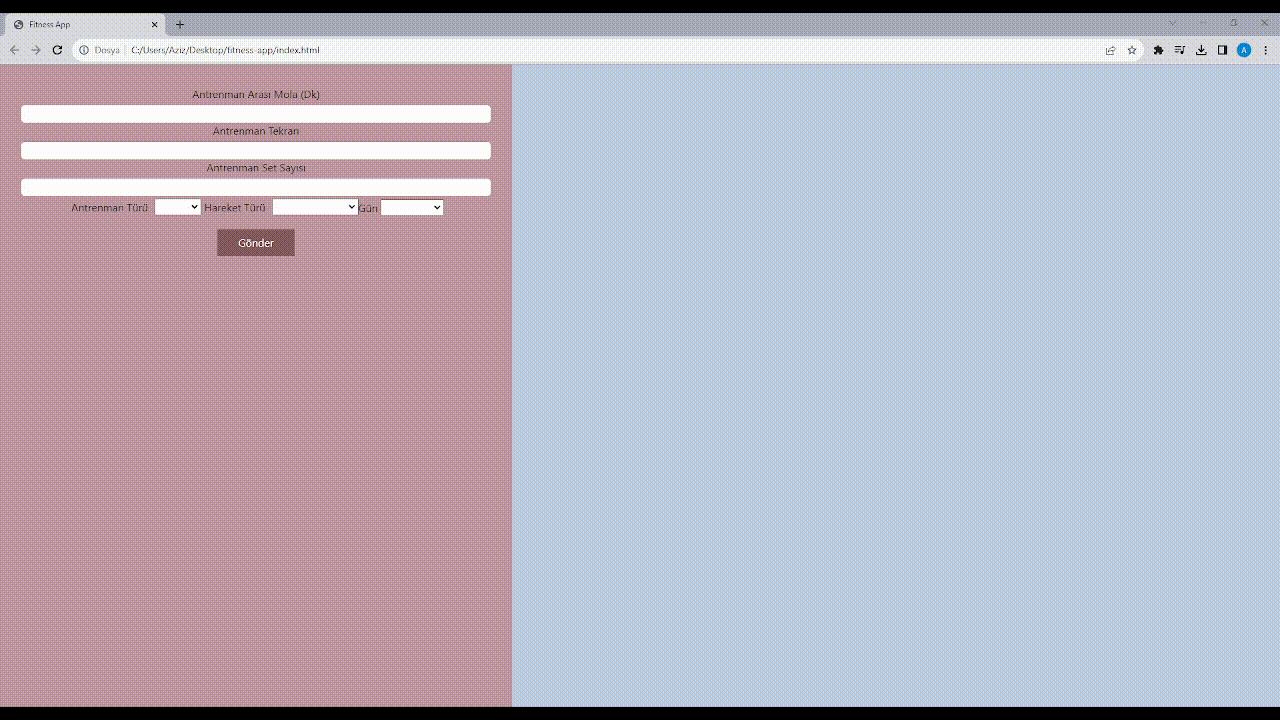 Fitness App
Dosya C:/Users/Aziz/Desktop/fitness-app/index.html
A
Antrenman Arası Mola (Dk)
Antrenman Tekrarı
Antrenman Set Sayısı
Antrenman Türü Hareket Türü Gün
Gönder